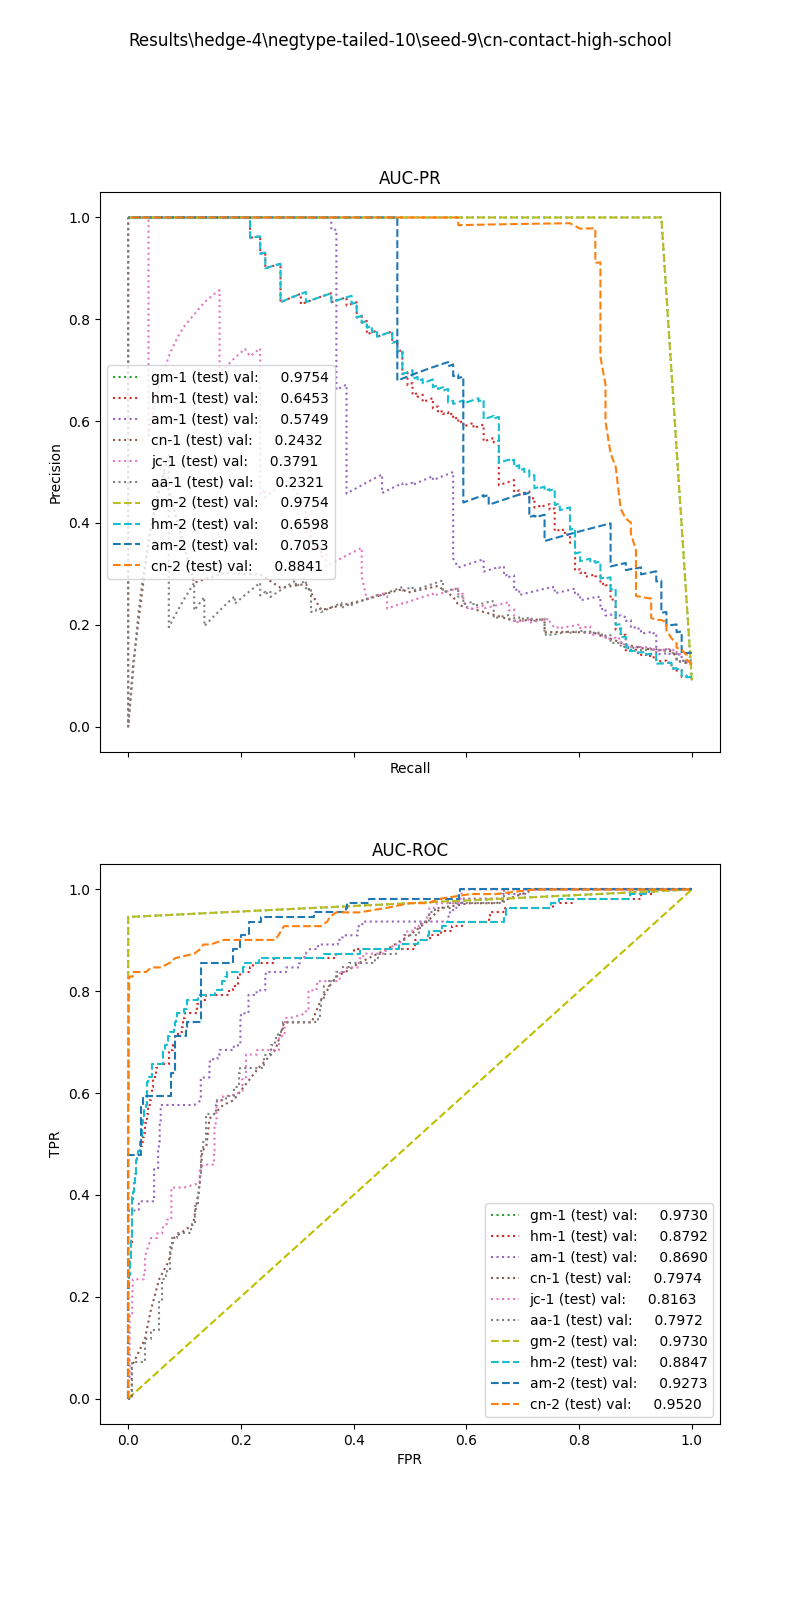 Results\hedge-4\negtype-tailed-10\seed-9\cn-contact-high-school
AUC-PR
1.0
0.8
0.6
0.4
0.2
0.0
Precision
gm-1 (test) val: 0.9754
hm-1 (test) val: 0.6453
am-1 (test) val: 0.5749
cn-1 (test) val: 0.2432
jc-1 (test) val: 0.3791
aa-1 (test) val: 0.2321
gm-2 (test) val: 0.9754
hm-2 (test) val: 0.6598
am-2 (test) val: 0.7053
cn-2 (test) val: 0.8841
Recall
AUC-ROC
1.0
0.8
0.6
0.4
0.2
0.0
TPR
gm-1 (test) val: 0.9730
hm-1 (test) val: 0.8792
am-1 (test) val: 0.8690
cn-1 (test) val: 0.7974
jc-1 (test) val: 0.8163
aa-1 (test) val: 0.7972
gm-2 (test) val: 0.9730
hm-2 (test) val: 0.8847
am-2 (test) val: 0.9273
cn-2 (test) val: 0.9520
0.0 0.2 0.4 0.6 0.8 1.0
FPR